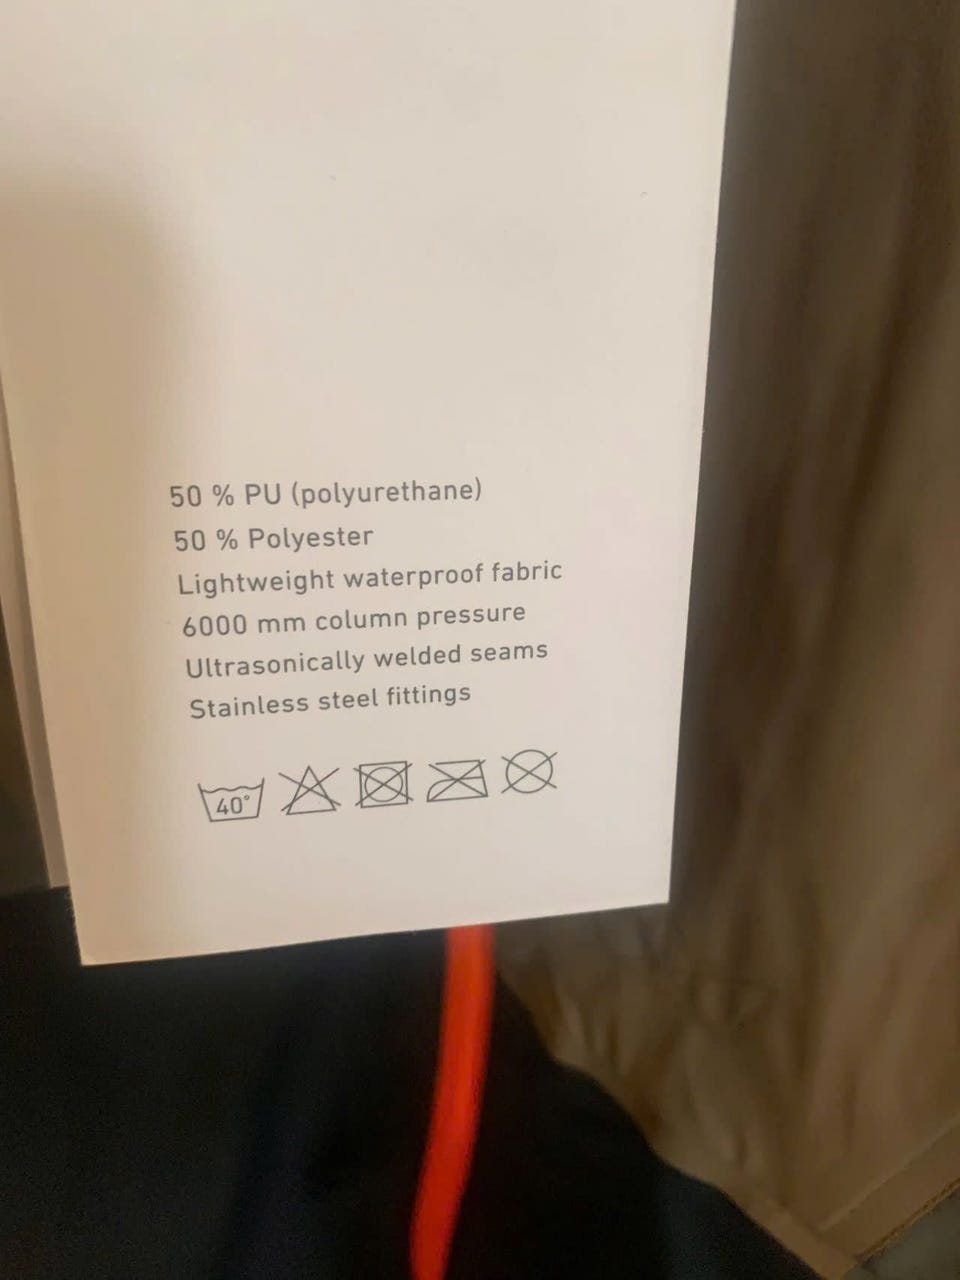 50 % PU (polyurethane)
50 % Polyester
Lightweight waterproof fabric
6000 mm column pressure
Ultrasonically welded seams
Stainless steel fittings
40°